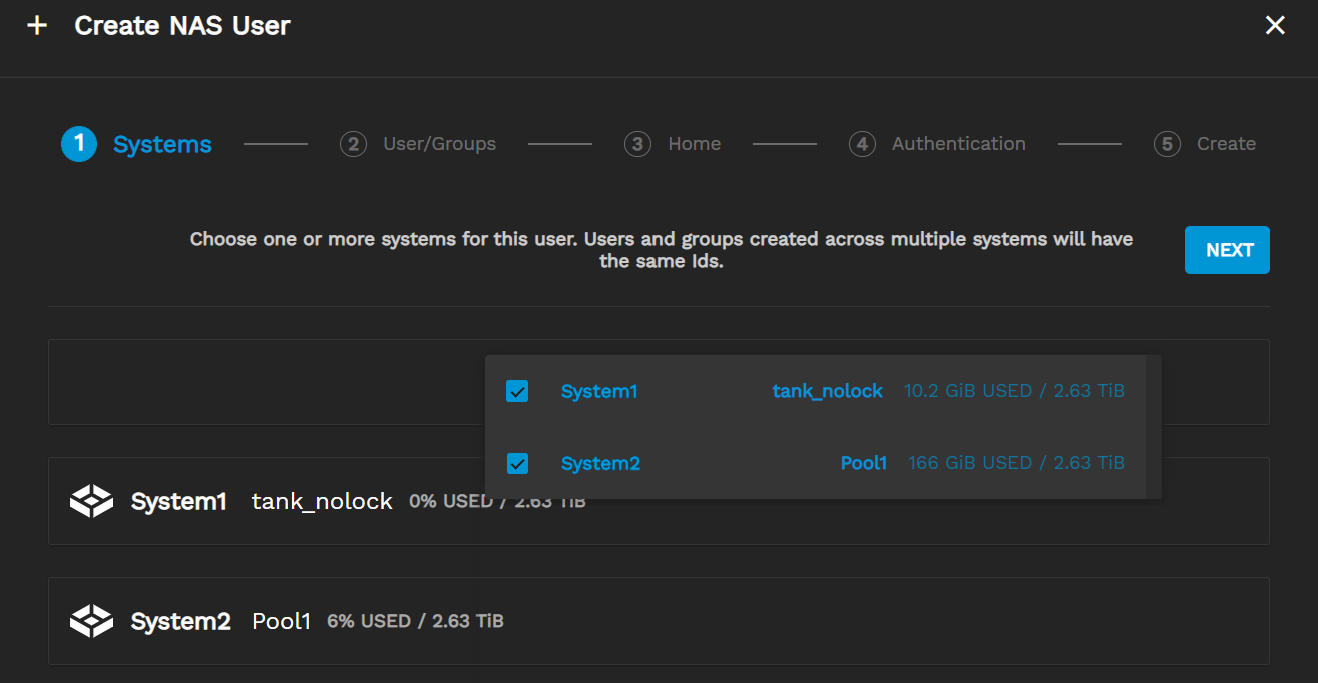 + Create NAS User
1 Systems 2 User/Groups 3 Home 4 Authentication 5 Create
Choose one or more systems for this user. Users and groups created across multiple systems will have
the same Ids.
NEXT
System1 tank_nolock 10.2 GiB USED / 2.63 TiB
System2 Pool1 166 GiB USED / 2.63 TiB
System1 tank_nolock 0% USED / 2.63 TiB
System2 Pool1 6% USED / 2.63 TiB